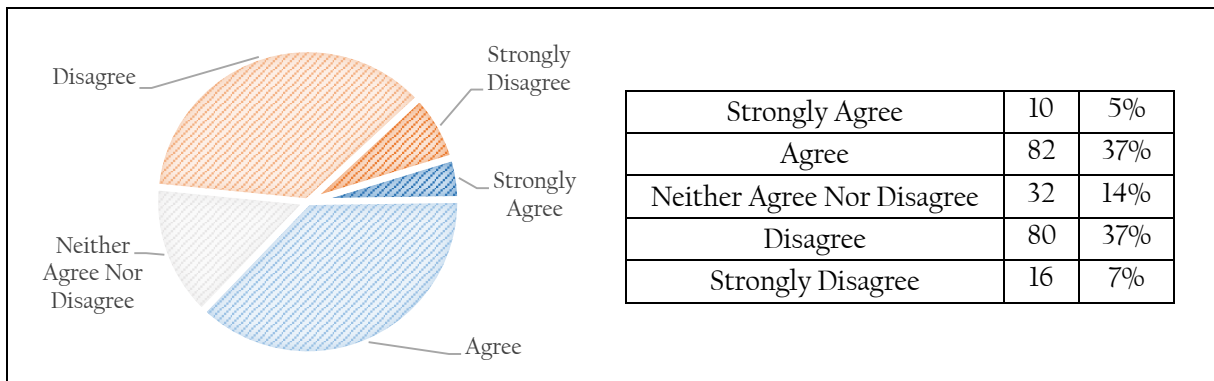 Disagree
Strongly
Disagree
Strongly
Agree
Neither
Agree Nor
Disagree
Agree
Strongly Agree 10 5%
Agree 82 37%
Neither Agree Nor Disagree 32 14%
Disagree 80 37%
Strongly Disagree 16 7%